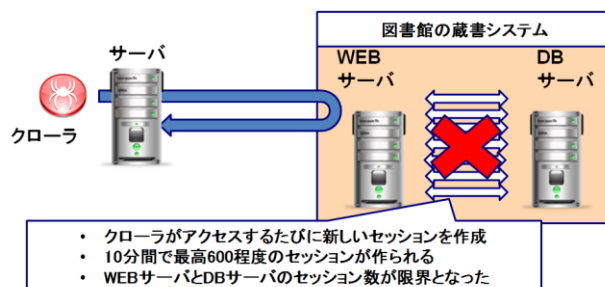 図書館の蔵書システム
サーバ
WEB
サーバ
DB
サーバ
クローラ
• クローラがアクセスするたびに新しいセッションを作成
• 10分間で最高600程度のセッションが作られる
• WEBサーバとDBサーバのセッション数が限界となった